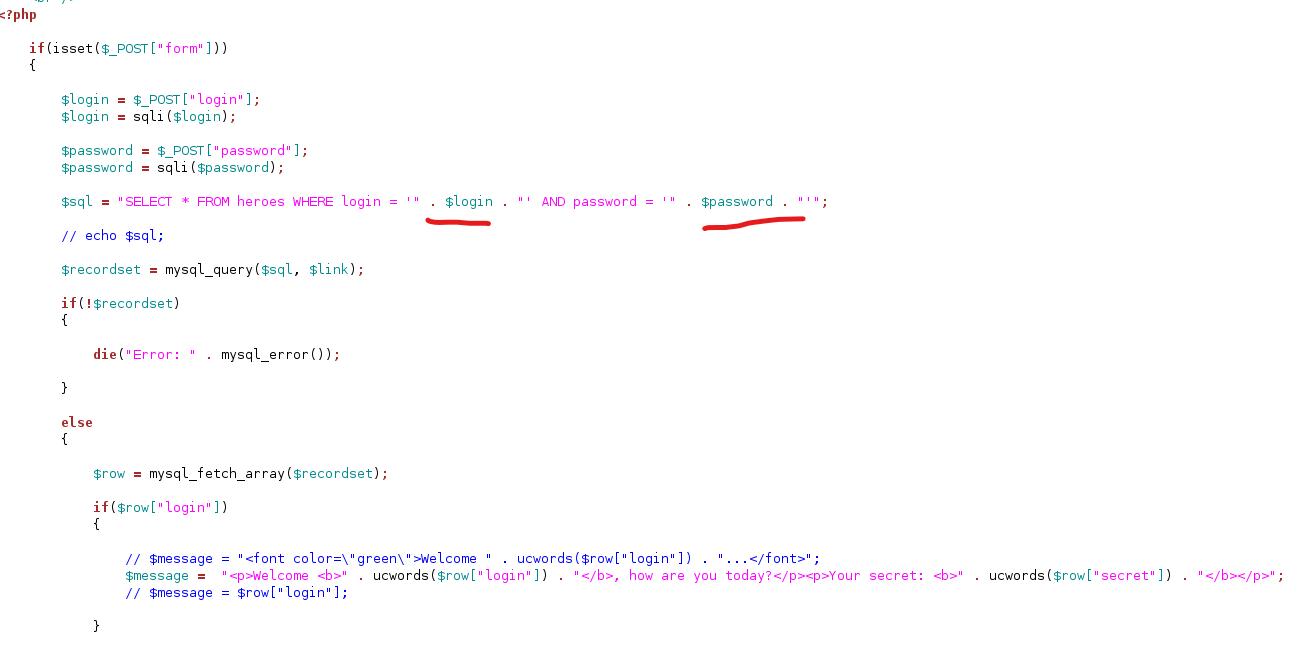 <?php
if(isset($_POST["form"]))
{
$login = $_POST["login"];
$login = sqli($login);
$password = $_POST["password"];
$password = sqli($password);
$sql = "SELECT * FROM heroes WHERE login = '" . $login . "' AND password = '" . $password . "'";
// echo $sql;
$recordset = mysql_query($sql, $link);
if(!$recordset)
{
die("Error: " . mysql_error());
}
else
{
$row = mysql_fetch_array($recordset);
if($row["login"])
{
// $message = "<font color=\"green\">Welcome " . ucwords($row["login"]) . "...</font>";
$message =  "<p>Welcome <b>" . ucwords($row["login"]) . "</b>, how are you today?</p><p>Your secret: <b>" . ucwords($row["secret"]) . "</b></p>";
// $message = $row["login"];
}